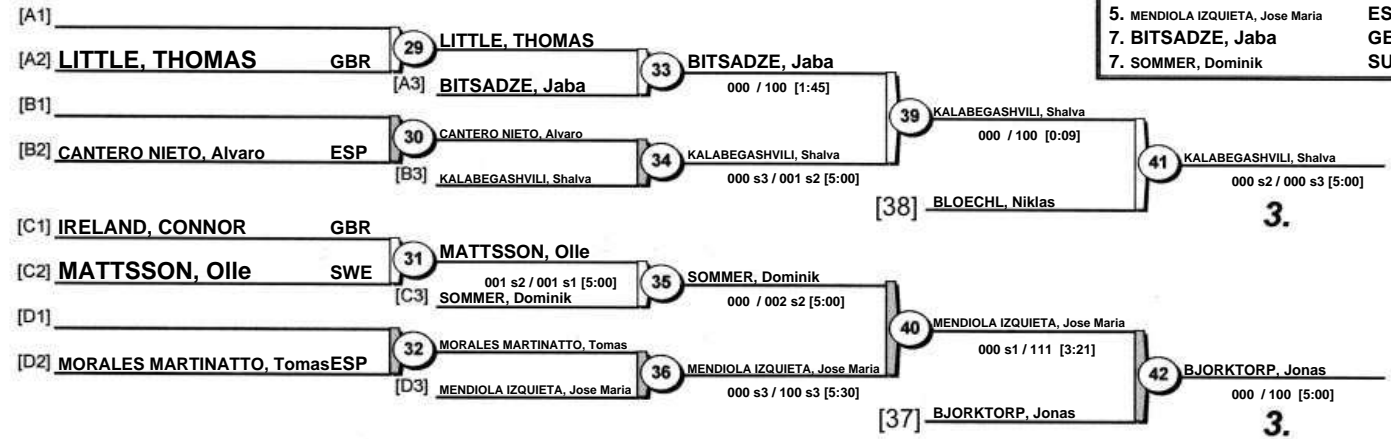 5. MENDIOLA IZQUIETA, Jose Maria
7. BITSADZE, Jaba
7. SOMMER, Dominik
[A1]
[A2] LITTLE, THOMAS GBR
29
LITTLE, THOMAS
[A3] BITSADZE, Jaba
33
BITSADZE, Jaba
000 / 100 [1:45]
[B1]
[B2] CANTERO NIETO, Alvaro ESP
30
CANTERO NIETO, Alvaro
[B3] KALABEGASHVILI, Shalva
34
KALABEGASHVILI, Shalva
000 s3 / 001 s2 [5:00]
39
KALABEGASHVILI, Shalva
000 / 100 [0:09]
[38] BLOECHL, Niklas
41
KALABEGASHVILI, Shalva
000 s2 / 000 s3 [5:00]
3.
[C1] IRELAND, CONNOR GBR
[C2] MATTSSON, Olle SWE
31
MATTSSON, Olle
001 s2 / 001 s1 [5:00]
[C3] SOMMER, Dominik
35
SOMMER, Dominik
000 / 002 s2 [5:00]
[D1]
[D2] MORALES MARTINATTO, Tomas ESP
32
MORALES MARTINATTO, Tomas
[D3] MENDIOLA IZQUIETA, Jose Maria
36
MENDIOLA IZQUIETA, Jose Maria
000 s3 / 100 s3 [5:30]
40
MENDIOLA IZQUIETA, Jose Maria
000 s1 / 111 [3:21]
[37] BJORKTORP, Jonas
42
BJORKTORP, Jonas
000 / 100 [5:00]
3.